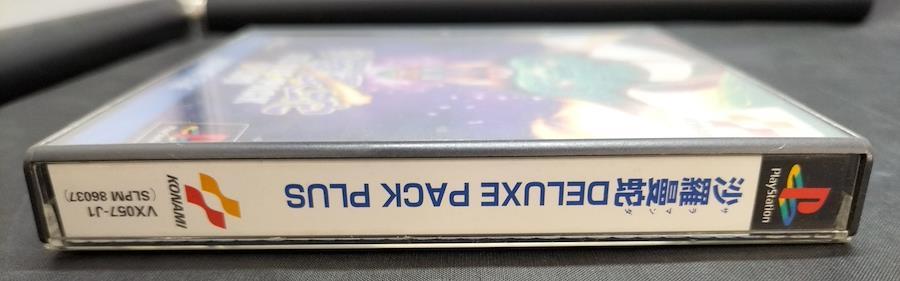 PlayStation
サラマンダ
沙羅曼蛇 DELUXE PACK PLUS
KONAMI
VX057-J1
(SLPM 86037)